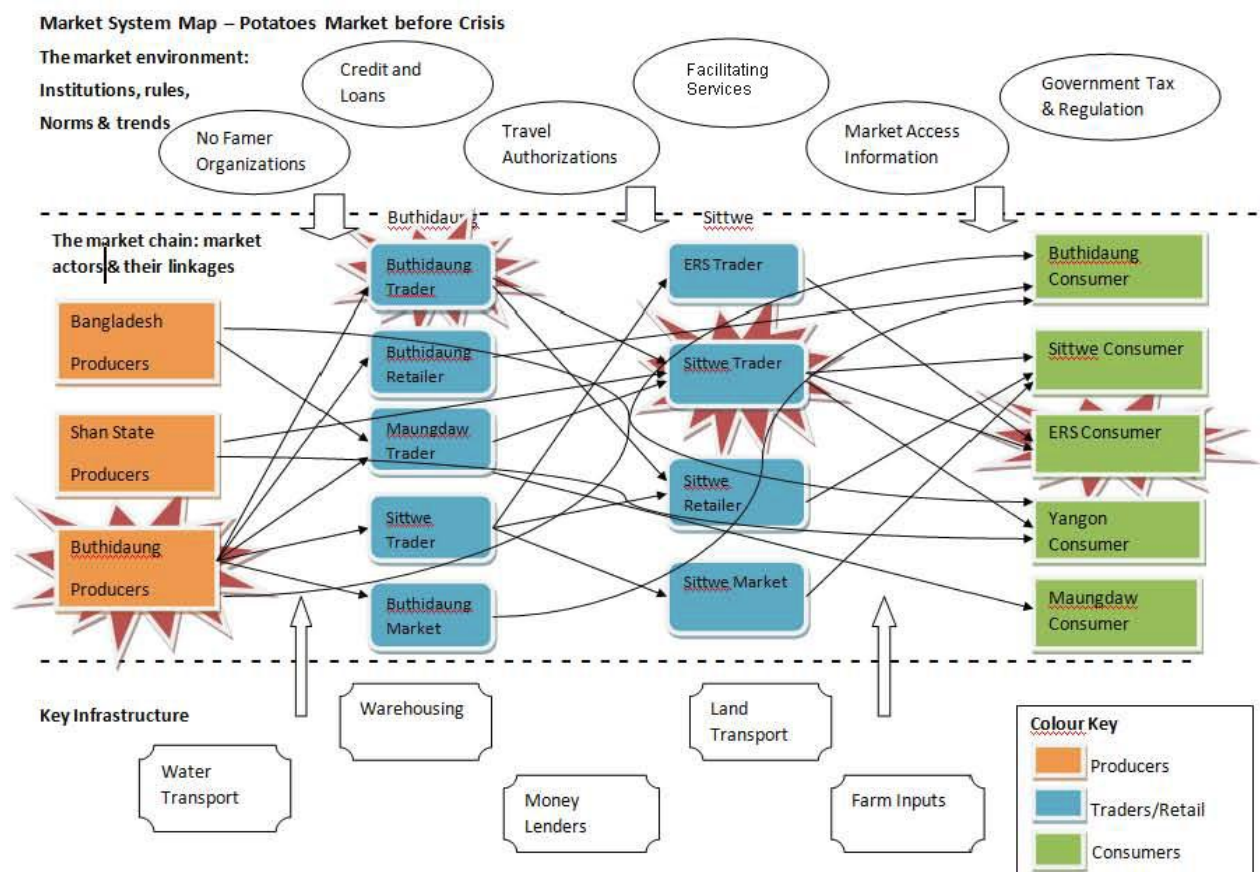 Market System Map – Potatoes Market before Crisis
The market environment:
Institutions, rules,
Norms & trends
Credit and
Loans
Facilitating
Services
Government Tax
& Regulation
No Famer
Organizations
Travel
Authorizations
Market Access
Information
Buthidaung
Sittwe
The market chain: market
actors & their linkages
Bangladesh
Producers
Shan State
Producers
Buthidaung
Producers
Buthidaung
Trader
Buthidaung
Retailer
Maungdaw
Trader
Sittwe
Trader
Buthidaung
Market
ERS Trader
Sittwe Trader
Sittwe
Retailer
Sittwe Market
Buthidaung
Consumer
Sittwe Consumer
ERS Consumer
Yangon
Consumer
Maungdaw
Consumer
Key Infrastructure
Water
Transport
Warehousing
Money
Lenders
Land
Transport
Farm Inputs
Colour Key
Producers
Traders/Retail
Consumers